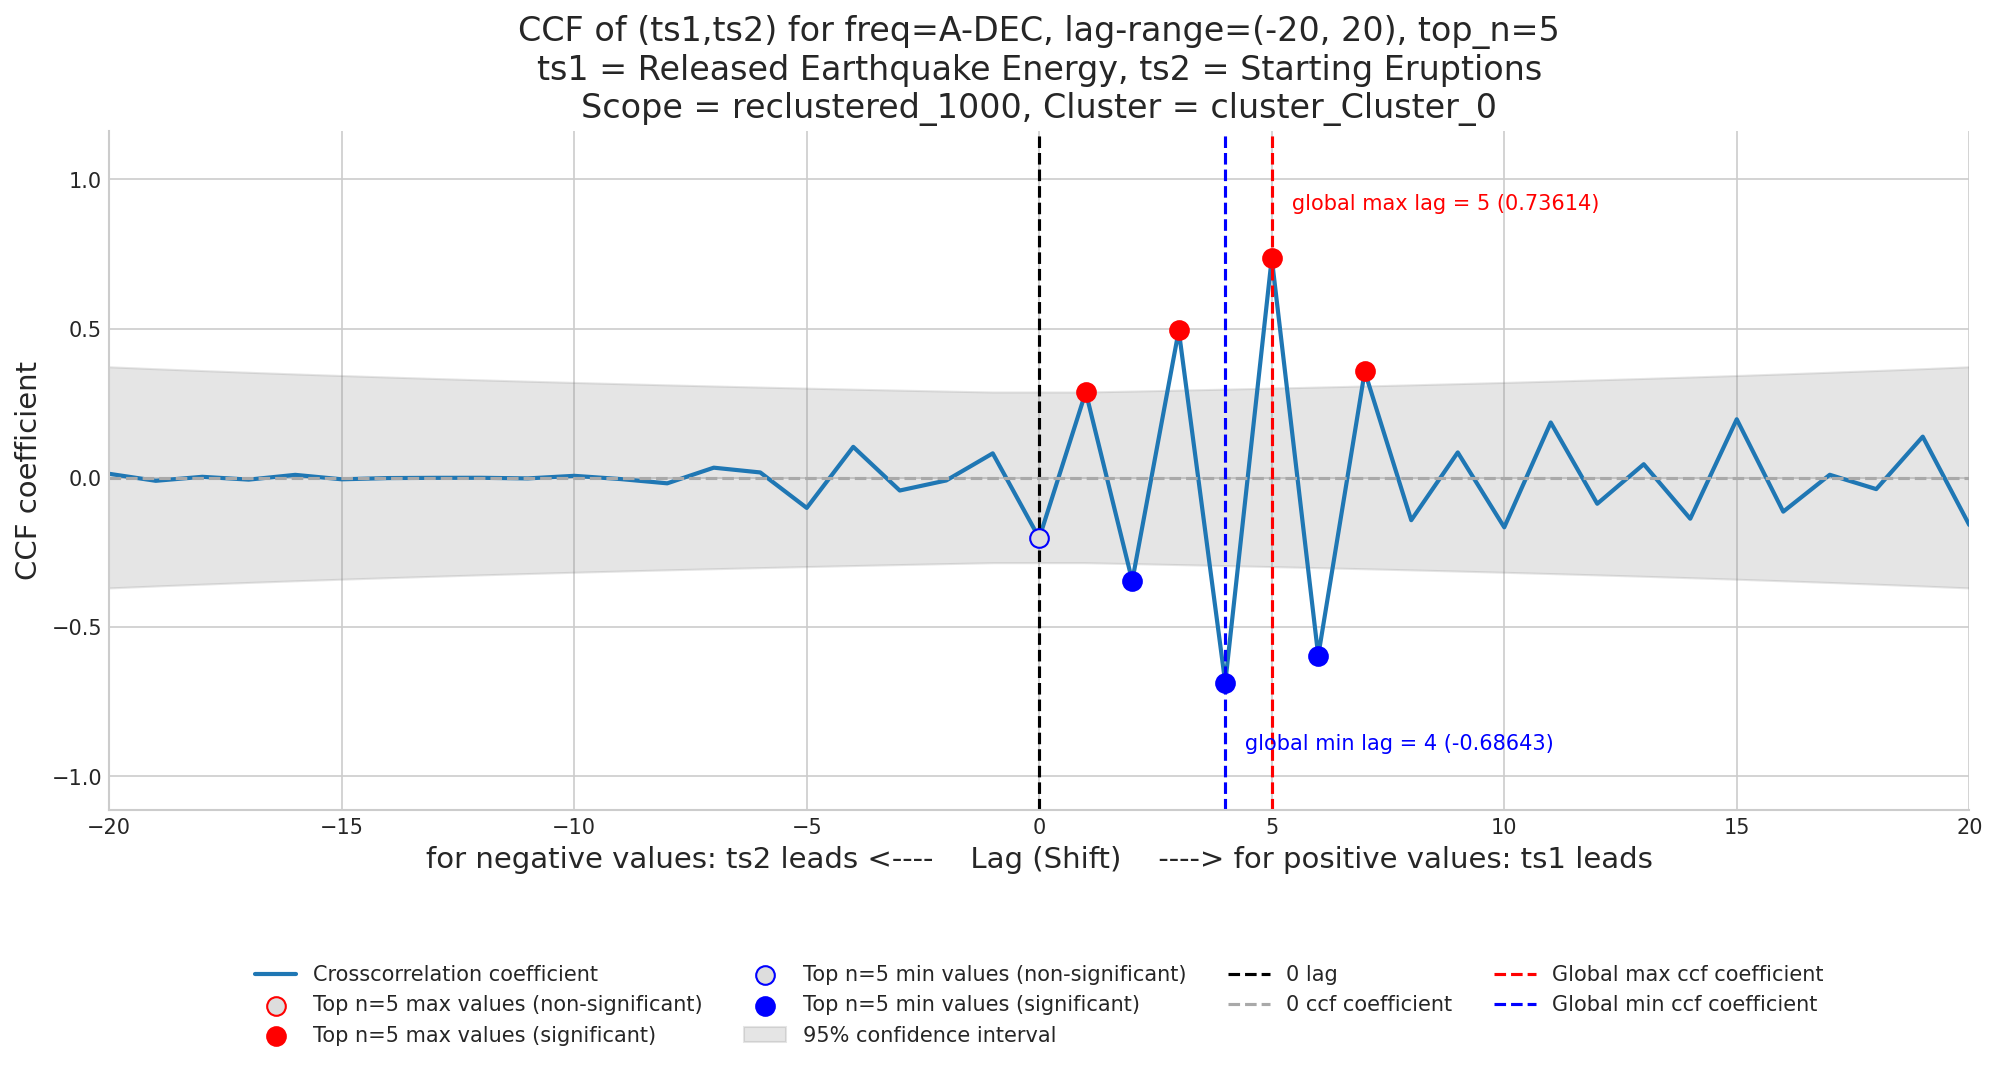 CCF of (ts1,ts2) for freq=A-DEC, lag-range=(-20, 20), top_n=5
ts1 = Released Earthquake Energy, ts2 = Starting Eruptions
Scope = reclustered_1000, Cluster = cluster_Cluster_0
global max lag = 5 (0.73614)
global min lag = 4 (-0.68643)
CCF coefficient
1.0
0.5
0.0
−0.5
−1.0
−20 −15 −10 −5 0 5 10 15 20
for negative values: ts2 leads <---- Lag (Shift) ----> for positive values: ts1 leads
Crosscorrelation coefficient
Top n=5 max values (non-significant)
Top n=5 max values (significant)
Top n=5 min values (non-significant)
Top n=5 min values (significant)
95% confidence interval
0 lag
0 ccf coefficient
Global max ccf coefficient
Global min ccf coefficient